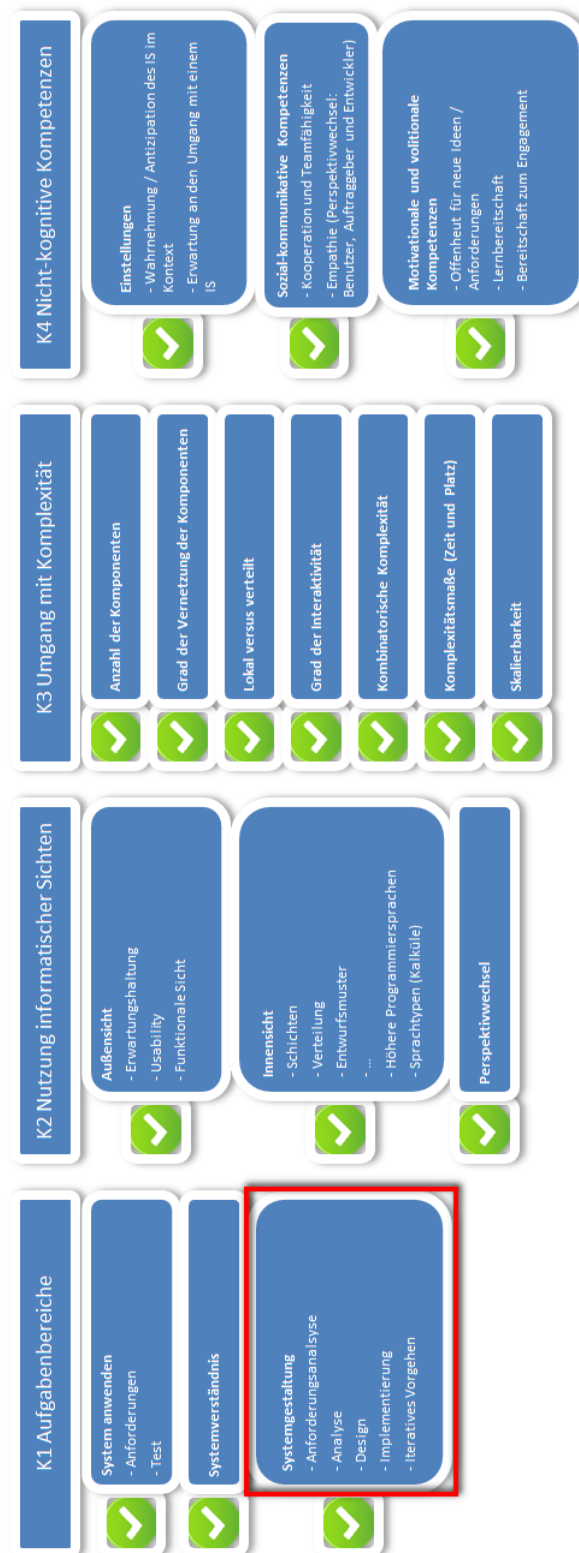 K1 Aufgabenbereiche
System anwenden
- Anforderungen
- Test
Systemverständnis
Systemgestaltung
- Anforderungsanalsyse
- Analyse
- Design
- Implementierung
- Iteratives Vorgehen
K2 Nutzung informatischer Sichten
Außensicht
- Erwartungshaltung
- Usability
- Funktionale Sicht
Innensicht
- Schichten
- Verteilung
- Entwurfsmuster
- ...
- Höhere Programmiersprachen
- Sprachtypen (Kalküle)
Perspektivwechsel
K3 Umgang mit Komplexität
Anzahl der Komponenten
Grad der Vernetzung der Komponenten
Lokal versus verteilt
Grad der Interaktivität
Kombinatorische Komplexität
Komplexitätsmaße (Zeit und Platz)
Skalierbarkeit
K4 Nicht-kognitive Kompetenzen
Einstellungen
- Wahrnehmung / Antizipation des IS im
Kontext
- Erwartung an den Umgang mit einem
IS
Sozial-kommunikative Kompetenzen
- Kooperation und Teamfähigkeit
- Empathie (Perspektivwechsel:
Benutzer, Auftraggeber und Entwickler)
Motivationale und volitionale
Kompetenzen
- Offenheut für neue Ideen /
Anforderungen
- Lernbereitschaft
- Bereitschaft zum Engagement